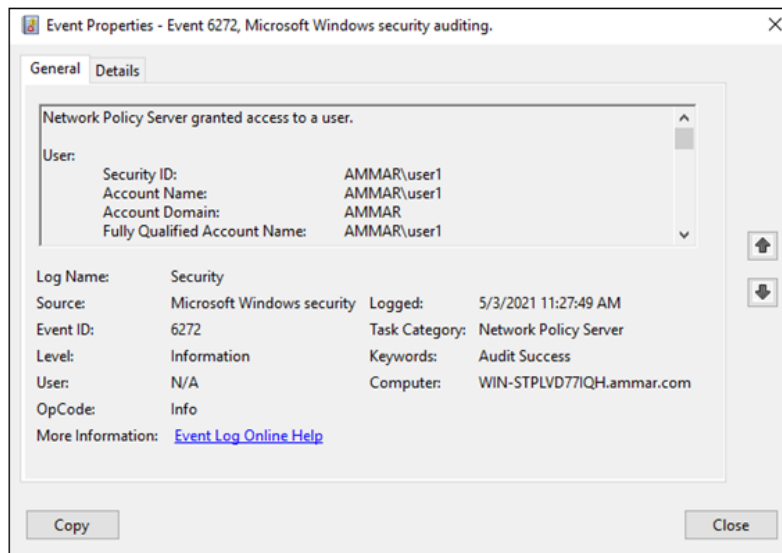 Event Properties - Event 6272, Microsoft Windows security auditing.
General Details
Network Policy Server granted access to a user.
User:
Security ID: AMMAR\user1
Account Name: AMMAR\user1
Account Domain: AMMAR
Fully Qualified Account Name: AMMAR\user1
Log Name: Security
Source: Microsoft Windows security Logged: 5/3/2021 11:27:49 AM
Event ID: 6272 Task Category: Network Policy Server
Level: Information Keywords: Audit Success
User: N/A Computer: WIN-STPLVD77IQH.ammar.com
OpCode: Info
More Information: Event Log Online Help
Copy Close